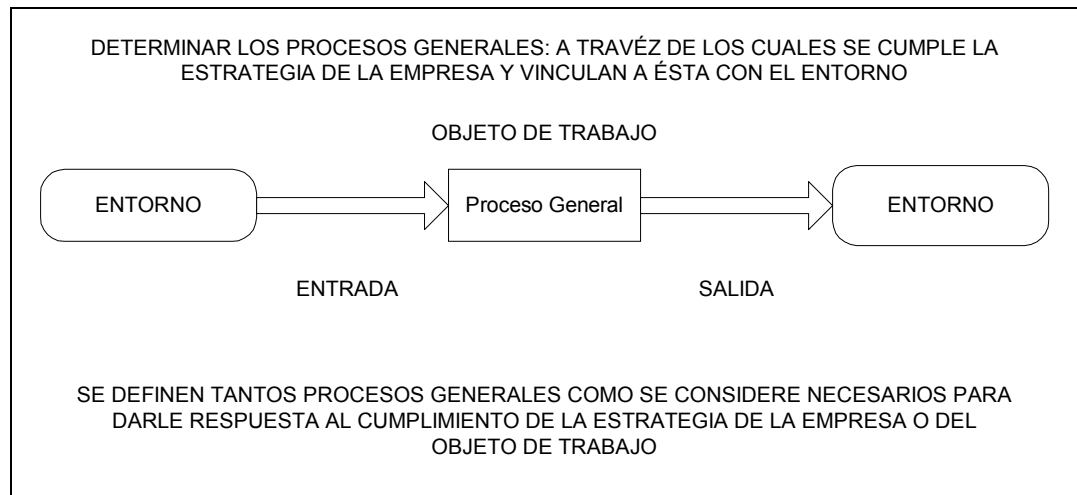 DETERMINAR LOS PROCESOS GENERALES: A TRAVÉZ DE LOS CUALES SE CUMPLE LA
ESTRATEGIA DE LA EMPRESA Y VINCULAN A ÉSTA CON EL ENTORNO
OBJETO DE TRABAJO
ENTORNO
Proceso General
ENTORNO
ENTRADA
SALIDA
SE DEFINEN TANTOS PROCESOS GENERALES COMO SE CONSIDERE NECESARIOS PARA
DARLE RESPUESTA AL CUMPLIMIENTO DE LA ESTRATEGIA DE LA EMPRESA O DEL
OBJETO DE TRABAJO